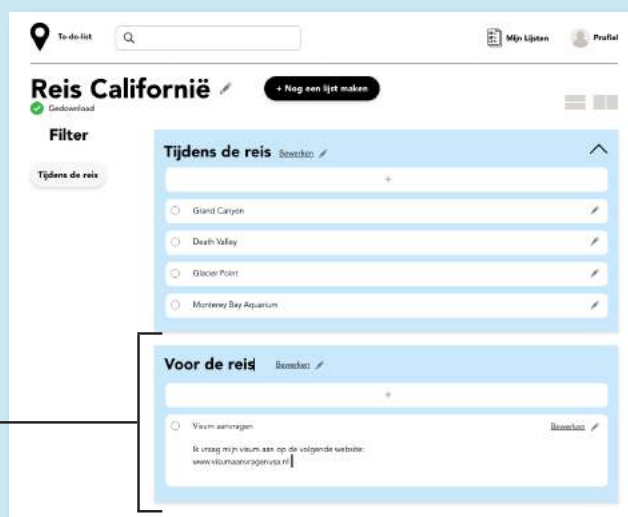 To-do-list
Mijn Lijsten
Profiel
Reis Californië
+ Nog een lijst maken
Gedownload
Filter
Tijdens de reis
Tijdens de reis Bewerken
+
Grand Canyon
Death Valley
Glacier Point
Monterey Bay Aquarium
Voor de reis Bewerken
+
Visum aanvragen Bewerken
Ik vraag mijn visum aan op de volgende website:
www.visumaanvragenusa.nl